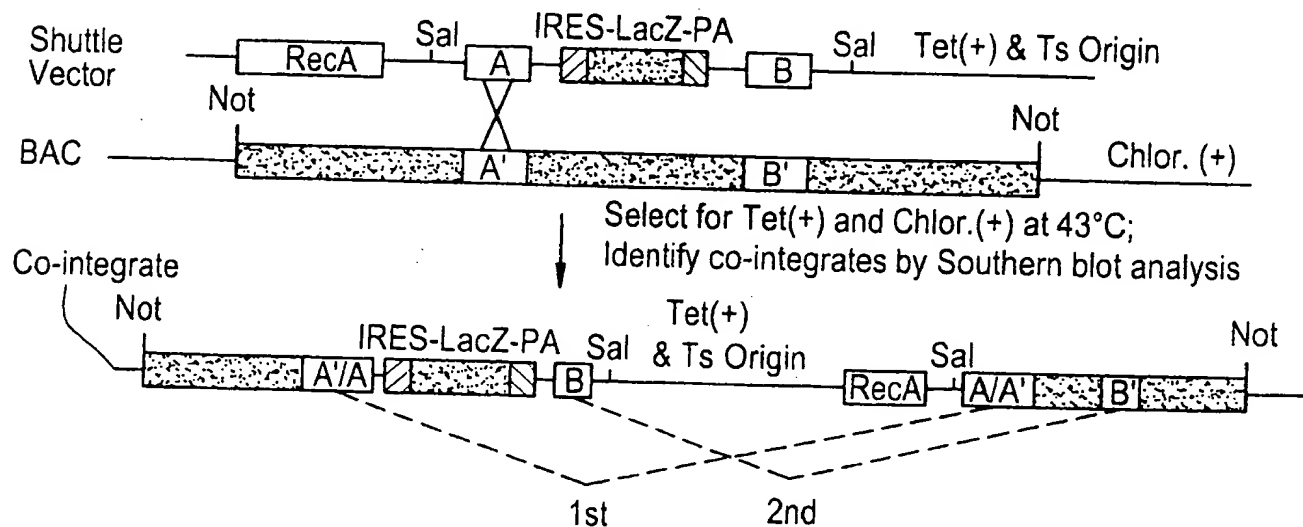 Shuttle
Vector
RecA
Sal
A
IRES-LacZ-PA
B
Sal
Tet(+) & Ts Origin
Not
Not
BAC
A'
B'
Chlor. (+)
Select for Tet(+) and Chlor.(+) at 43°C;
Identify co-integrates by Southern blot analysis
Co-integrate
Not
IRES-LacZ-PA
Tet(+)
& Ts Origin
Not
A'/A
B
Sal
RecA
Sal
A/A'
B'
1st
2nd